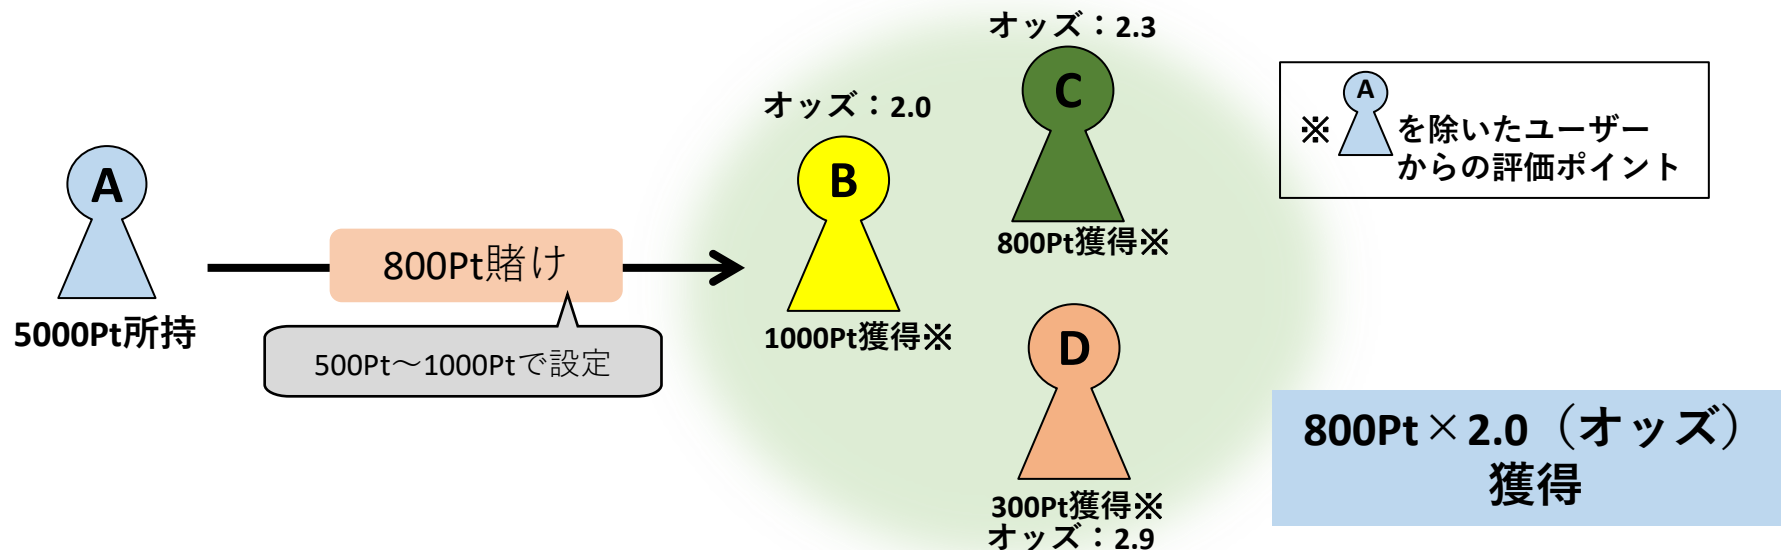 A
5000Pt所持
800Pt賭け
500Pt～1000Ptで設定
オッズ：2.0
B
1000Pt獲得※
オッズ：2.3
C
800Pt獲得※
D
300Pt獲得※
オッズ：2.9
※ A を除いたユーザー
からの評価ポイント
800Pt×2.0（オッズ）
獲得